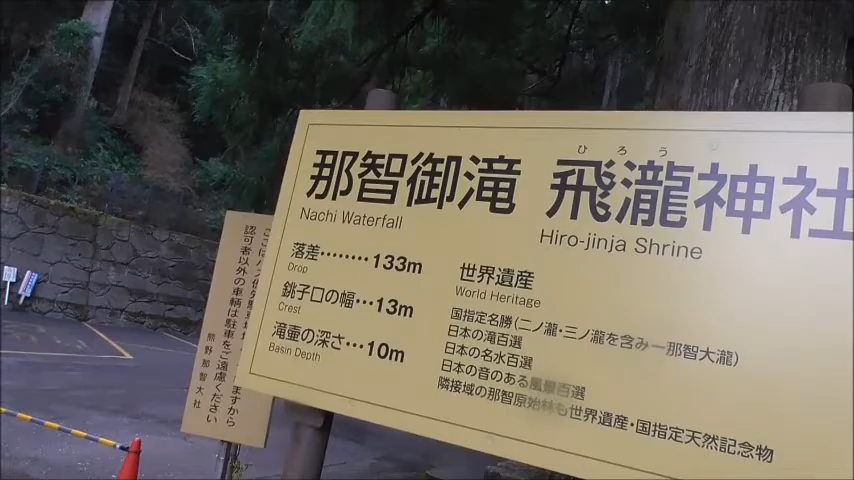 那智御滝 飛瀧神社
ひろう
Nachi Waterfall
Hiro-jinja Shrine
落差………133m
Drop
銚子口の幅…13m
Crest
滝壷の深さ…10m
Basin Depth
世界遺産
World Heritage
国指定名勝(二ノ瀧・三ノ瀧を含み一ノ那智大瀧)
日本の滝百選
日本の名水百選
日本の音のある風景百選
隣接域の那智原始林も世界遺産・国指定天然記念物
認可者以外の車輌は駐車をご遠慮ください
熊野那智大社